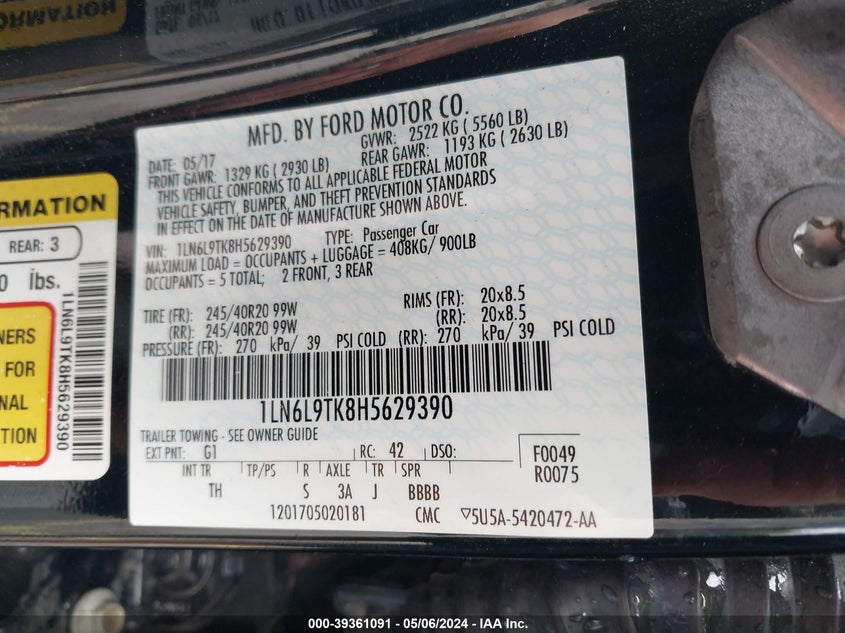 ORMATION
MFD. BY FORD MOTOR CO.
DATE: 05/17 GVWR: 2522 KG ( 5560 LB)
FRONT GAWR: 1329 KG ( 2930 LB) REAR GAWR: 1193 KG ( 2630 LB)
THIS VEHICLE CONFORMS TO ALL APPLICABLE FEDERAL MOTOR
VEHICLE SAFETY, BUMPER, AND THEFT PREVENTION STANDARDS
IN EFFECT ON THE DATE OF MANUFACTURE SHOWN ABOVE.
VIN: 1LN6L9TK8H5629390 TYPE: Passenger Car
MAXIMUM LOAD = OCCUPANTS + LUGGAGE = 408KG/ 900LB
OCCUPANTS = 5 TOTAL; 2 FRONT, 3 REAR
TIRE (FR): 245/40R20 99W RIMS (FR): 20x8.5
(RR): 245/40R20 99W (RR): 20x8.5
PRESSURE (FR): 270 kPa/ 39 PSI COLD (RR): 270 kPa/ 39 PSI COLD
1LN6L9TK8H5629390
TRAILER TOWING - SEE OWNER GUIDE
EXT PNT: G1 RC: 42 DSO: F0049
R0075
INT TR TP/PS R AXLE TR SPR
TH S 3A J BBBB
1201705020181 CMC ▽5U5A-5420472-AA
RMATION
REAR: 3
0 lbs.
NERS
FOR
NAL
TION
1LN6L9TK8H5629390
000-39361091 - 05/06/2024 - IAA Inc.